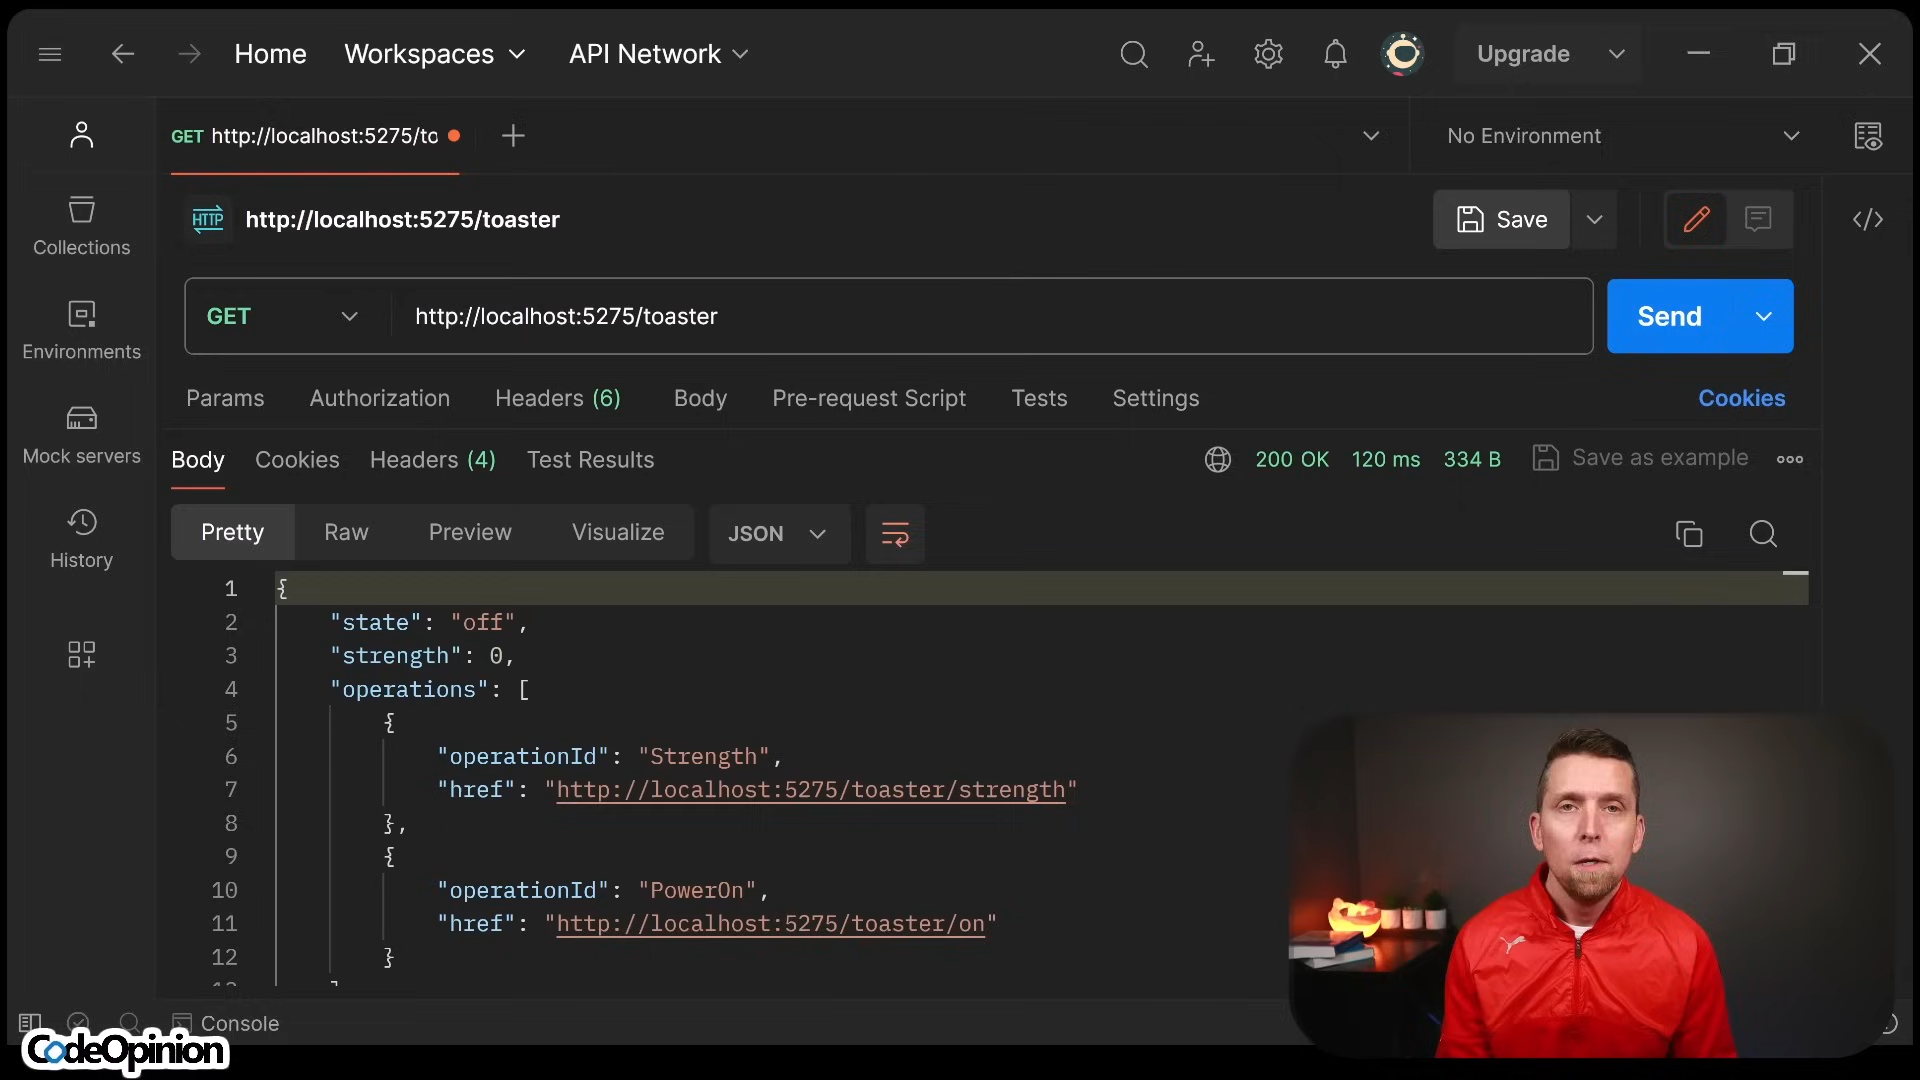 Home Workspaces API Network Upgrade
GET http://localhost:5275/to No Environment
HTTP http://localhost:5275/toaster Save
GET http://localhost:5275/toaster Send
Params Authorization Headers (6) Body Pre-request Script Tests Settings Cookies
Body Cookies Headers (4) Test Results 200 OK 120 ms 334 B Save as example
Pretty Raw Preview Visualize JSON
Collections
Environments
Mock servers
History
1 {
2 "state": "off",
3 "strength": 0,
4 "operations": [
5 {
6 "operationId": "Strength",
7 "href": "http://localhost:5275/toaster/strength"
8 },
9 {
10 "operationId": "PowerOn",
11 "href": "http://localhost:5275/toaster/on"
12 }
Console
CodeOpinion